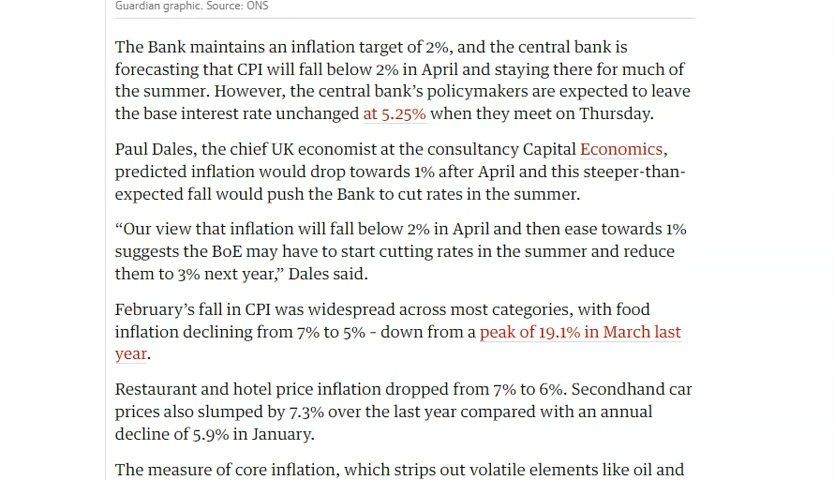 Guardian graphic. Source: ONS
The Bank maintains an inflation target of 2%, and the central bank is
forecasting that CPI will fall below 2% in April and staying there for much of
the summer. However, the central bank’s policymakers are expected to leave
the base interest rate unchanged at 5.25% when they meet on Thursday.
Paul Dales, the chief UK economist at the consultancy Capital Economics,
predicted inflation would drop towards 1% after April and this steeper-than-
expected fall would push the Bank to cut rates in the summer.
“Our view that inflation will fall below 2% in April and then ease towards 1%
suggests the BoE may have to start cutting rates in the summer and reduce
them to 3% next year,” Dales said.
February’s fall in CPI was widespread across most categories, with food
inflation declining from 7% to 5% – down from a peak of 19.1% in March last
year.
Restaurant and hotel price inflation dropped from 7% to 6%. Secondhand car
prices also slumped by 7.3% over the last year compared with an annual
decline of 5.9% in January.
The measure of core inflation, which strips out volatile elements like oil and